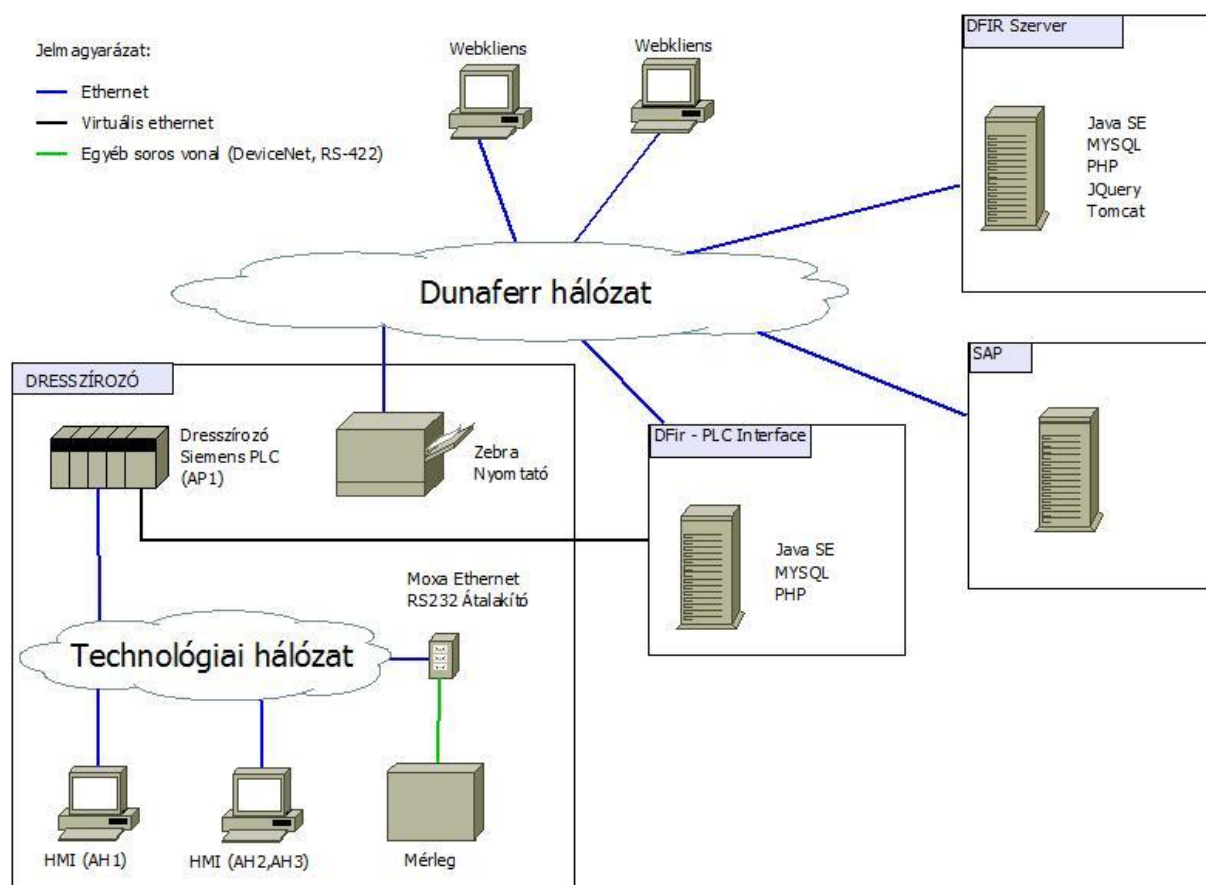 Jelmagyarázat:
Ethernet
Virtuális ethernet
Egyéb soros vonal (DeviceNet, RS-422)
Webkliens
Webkliens
DFIR Szerver
Java SE
MYSQL
PHP
JQuery
Tomcat
Dunaferr hálózat
SAP
DRESSZÍROZÓ
Dresszírozó
Siemens PLC
(AP1)
Zebra
Nyomtató
DFir - PLC Interface
Java SE
MYSQL
PHP
Moxa Ethernet
RS232 Átalakító
Technológiai hálózat
HMI (AH1)
HMI (AH2,AH3)
Mérleg